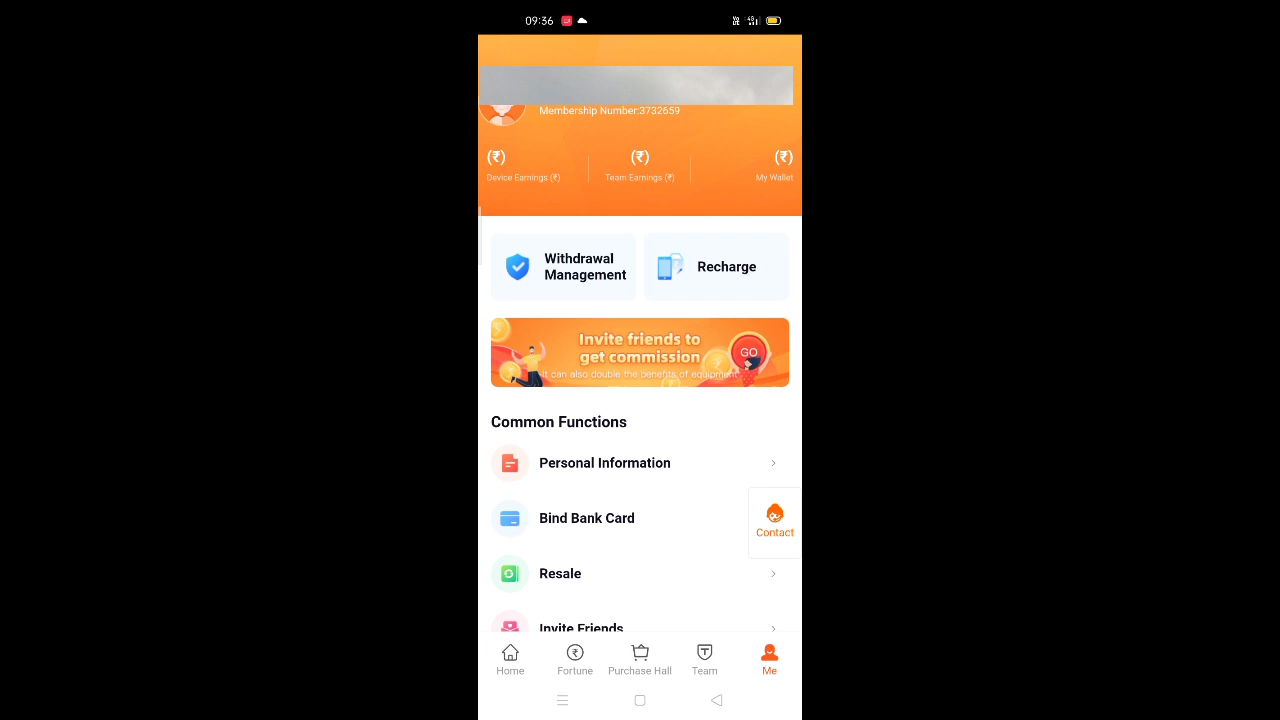 09:36
Membership Number:3732659
(₹) (₹) (₹)
Device Earnings (₹) Team Earnings (₹) My Wallet
Withdrawal
Management
Recharge
Invite friends to
get commission
GO
It can also double the benefits of equipment
Common Functions
Personal Information
Bind Bank Card
Contact
Resale
Invite Friends
Home Fortune Purchase Hall Team Me